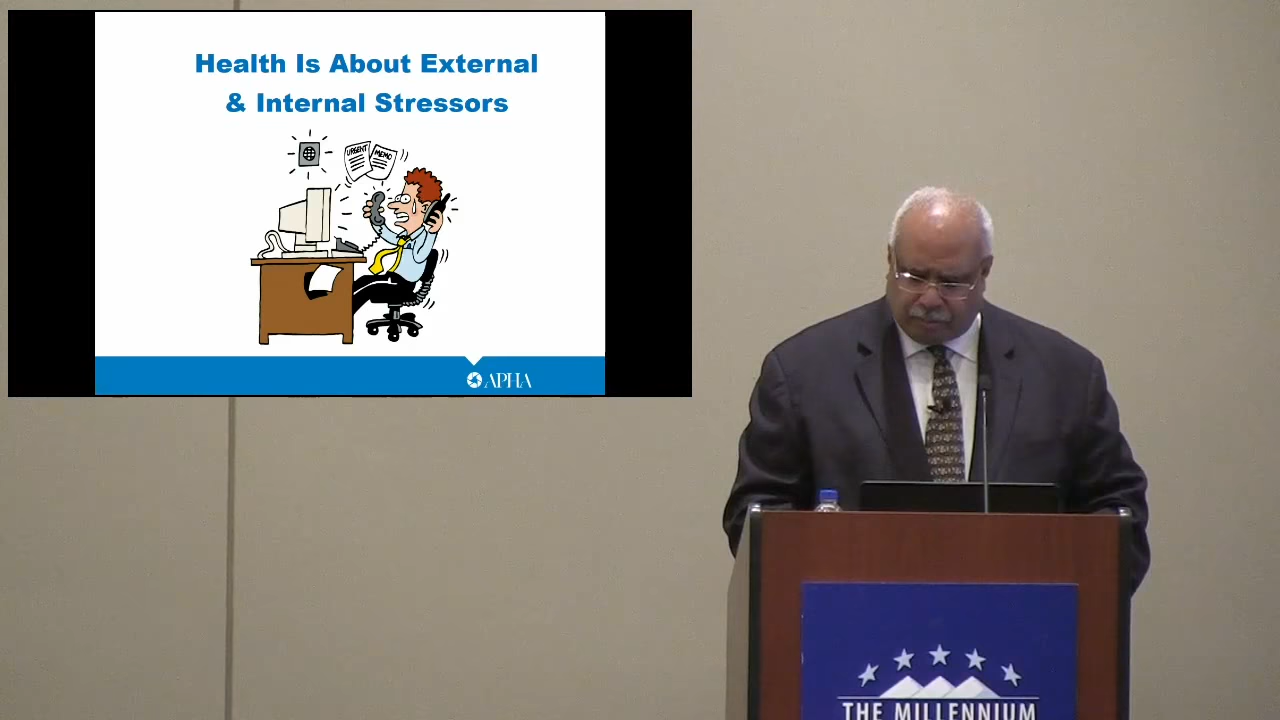 Health Is About External
& Internal Stressors
URGENT
MEMO
APHA
THE MILLENNIUM